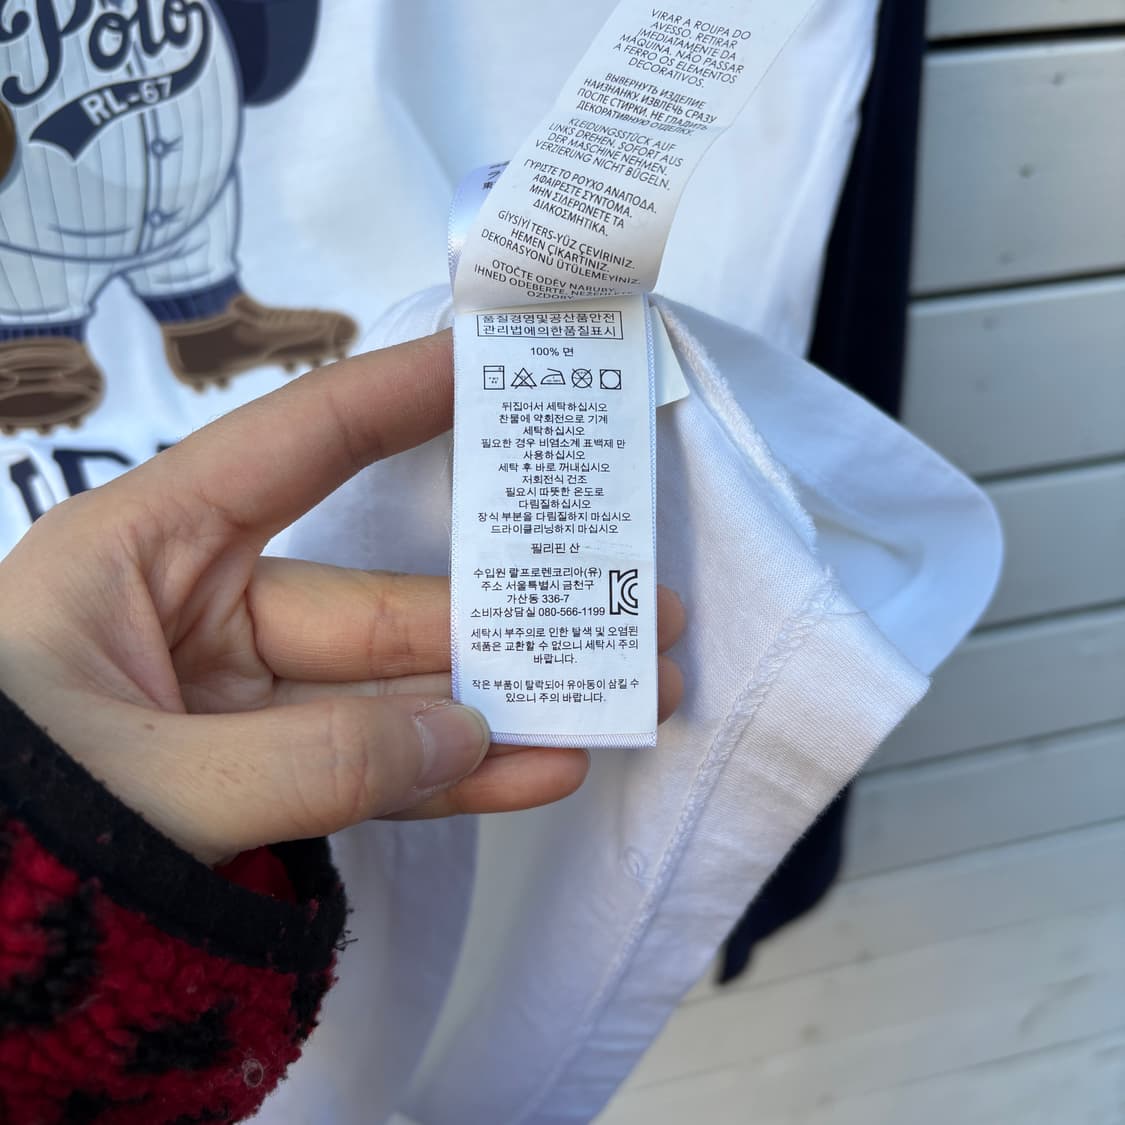 Polo
RL-67
VIRAR A ROUPA DO
AVESSO. RETIRAR
IMEDIATAMENTE DA
MÁQUINA. NÃO PASSAR
A FERRO OS ELEMENTOS
DECORATIVOS.
ВЫВЕРНУТЬ ИЗДЕЛИЕ
НАИЗНАНКУ. ИЗВЛЕЧЬ СРАЗУ
ПОСЛЕ СТИРКИ. НЕ ГЛАДИТЬ
ДЕКОРАТИВНУЮ ОТДЕЛКУ.
KLEIDUNGSSTÜCK AUF
LINKS DREHEN. SOFORT AUS
DER MASCHINE NEHMEN.
VERZIERUNG NICHT BÜGELN.
ΓΥΡΙΣΤΕ ΤΟ ΡΟΥΧΟ ΑΝΑΠΟΔΑ.
ΑΦΑΙΡΕΣΤΕ ΣΥΝΤΟΜΑ.
ΜΗΝ ΣΙΔΕΡΩΝΕΤΕ ΤΑ
ΔΙΑΚΟΣΜΗΤΙΚΑ.
GİYSİYİ TERS-YÜZ ÇEVİRİNİZ.
HEMEN ÇIKARTINIZ.
DEKORASYONU ÜTÜLEMEYİNİZ.
OTOČTE ODĚV NARUBY.
IHNED ODEBERTE. NEŽEHLETE
OZDOBY.
품질경영및공산품안전
관리법에의한품질표시
100% 면
뒤집어서 세탁하십시오
찬물에 약회전으로 기계
세탁하십시오
필요한 경우 비염소계 표백제 만
사용하십시오
세탁 후 바로 꺼내십시오
저회전식 건조
필요시 따뜻한 온도로
다림질하십시오
장식 부분을 다림질하지 마십시오
드라이클리닝하지 마십시오
필리핀 산
수입원 랄프로렌코리아(유)
주소 서울특별시 금천구
가산동 336-7
소비자상담실 080-566-1199
세탁시 부주의로 인한 탈색 및 오염된
제품은 교환할 수 없으니 세탁시 주의
바랍니다.
작은 부품이 탈락되어 유아동이 삼킬 수
있으니 주의 바랍니다.